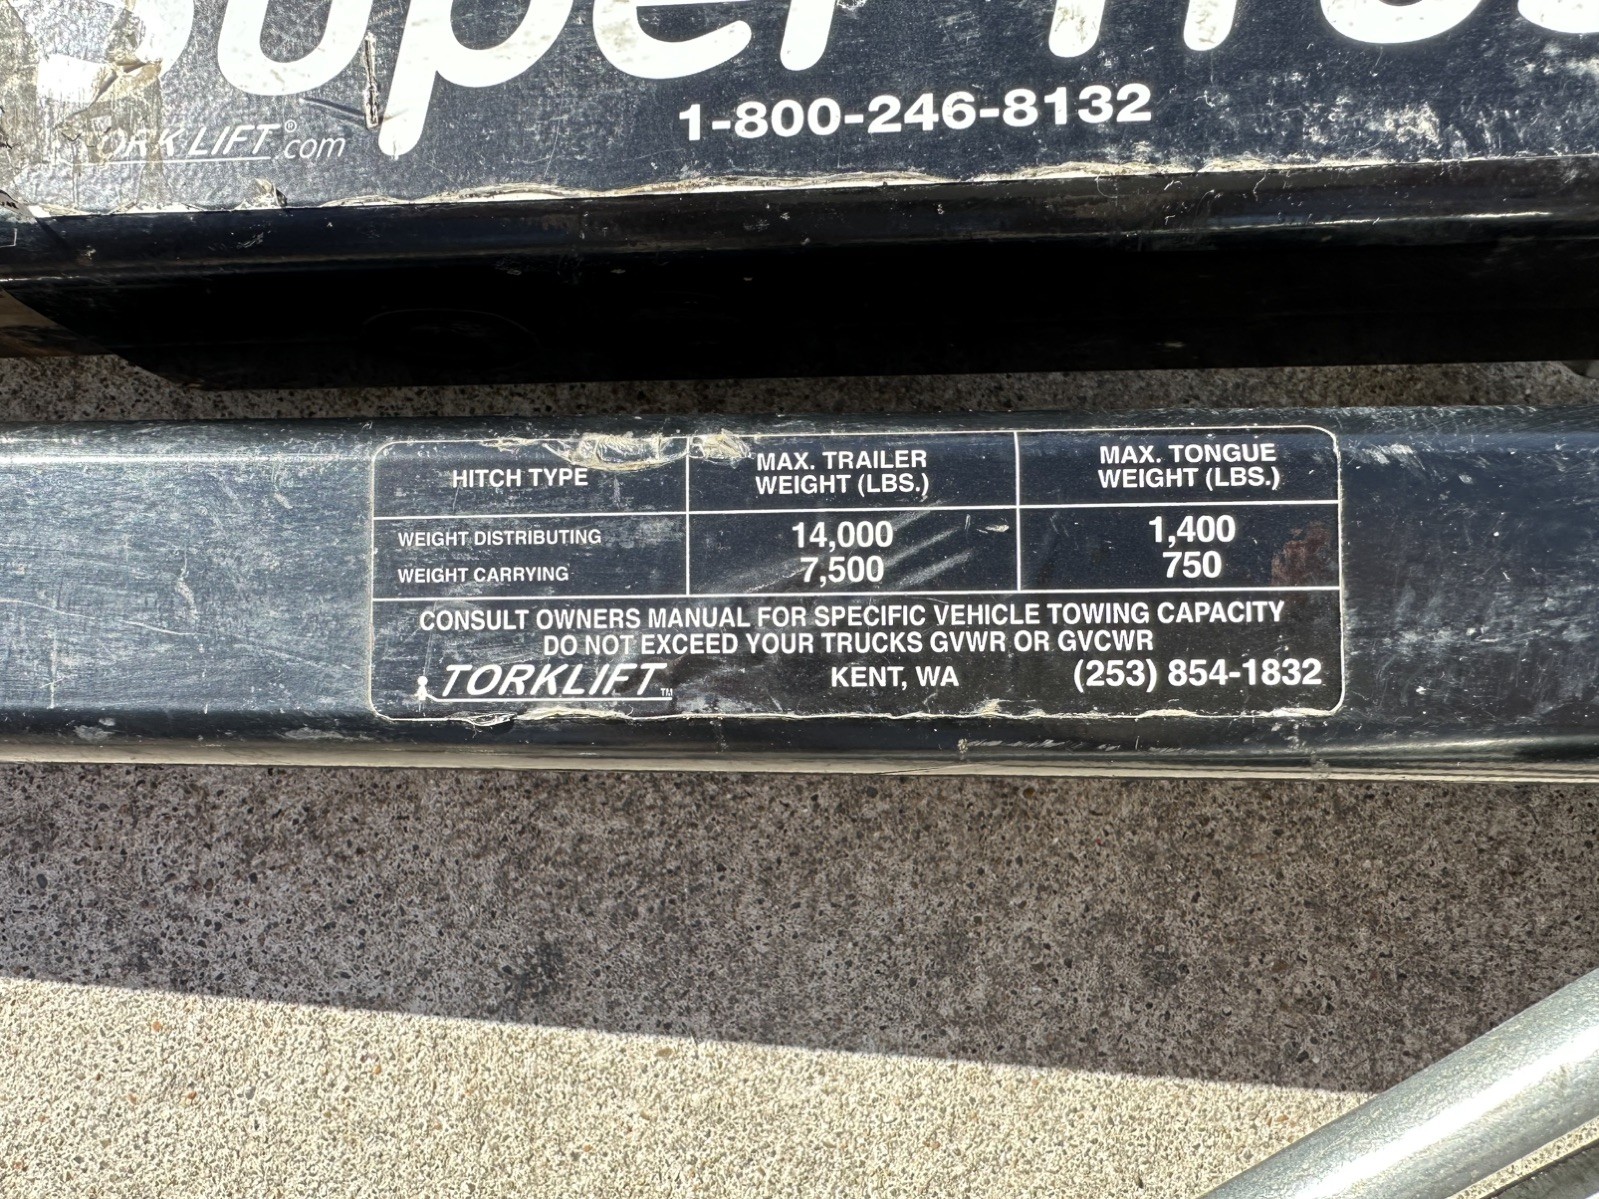 Super
1-800-246-8132
TORKLIFT®.com
HITCH TYPE
MAX. TRAILER
WEIGHT (LBS.)
MAX. TONGUE
WEIGHT (LBS.)
WEIGHT DISTRIBUTING 14,000 1,400
WEIGHT CARRYING 7,500 750
CONSULT OWNERS MANUAL FOR SPECIFIC VEHICLE TOWING CAPACITY
DO NOT EXCEED YOUR TRUCKS GVWR OR GVCWR
TORKLIFT™ KENT, WA (253) 854-1832